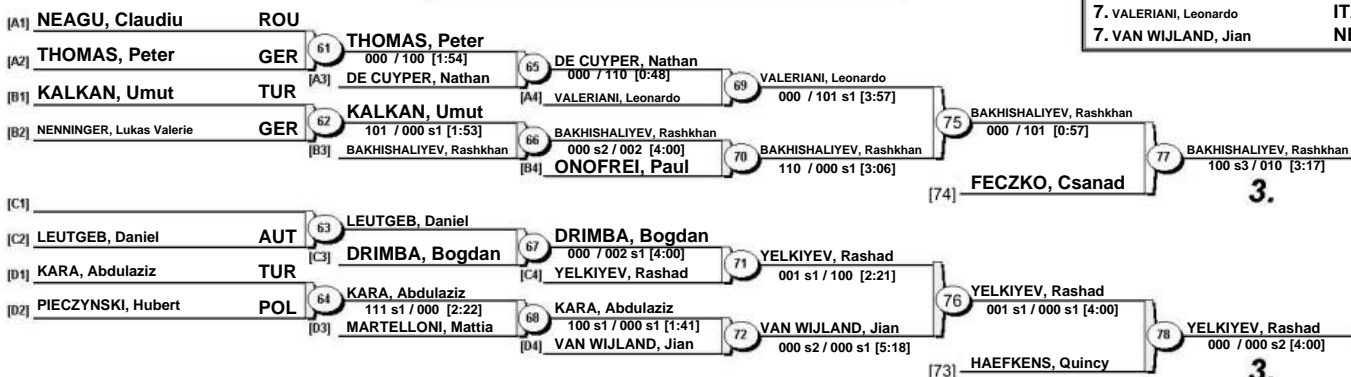 7. VALERIANI, Leonardo
7. VAN WIJLAND, Jian
[A1] NEAGU, Claudiu ROU
[A2] THOMAS, Peter GER
61
THOMAS, Peter
000 / 100 [1:54]
[A3] DE CUYPER, Nathan
65
DE CUYPER, Nathan
000 / 110 [0:48]
[A4] VALERIANI, Leonardo
69
VALERIANI, Leonardo
000 / 101 s1 [3:57]
[B1] KALKAN, Umut TUR
[B2] NENNINGER, Lukas Valerie GER
62
KALKAN, Umut
101 / 000 s1 [1:53]
[B3] BAKHISHALIYEV, Rashkhan
66
BAKHISHALIYEV, Rashkhan
000 s2 / 002 [4:00]
[B4] ONOFREI, Paul
70
BAKHISHALIYEV, Rashkhan
110 / 000 s1 [3:06]
75
BAKHISHALIYEV, Rashkhan
000 / 101 [0:57]
[74] FECZKO, Csanad
77
BAKHISHALIYEV, Rashkhan
100 s3 / 010 [3:17]
3.
[C1]
[C2] LEUTGEB, Daniel AUT
63
LEUTGEB, Daniel
[C3] DRIMBA, Bogdan
67
DRIMBA, Bogdan
000 / 002 s1 [4:00]
[C4] YELKIYEV, Rashad
71
YELKIYEV, Rashad
001 s1 / 100 [2:21]
[D1] KARA, Abdulaziz TUR
[D2] PIECZYNSKI, Hubert POL
64
KARA, Abdulaziz
111 s1 / 000 [2:22]
[D3] MARTELLONI, Mattia
68
KARA, Abdulaziz
100 s1 / 000 s1 [1:41]
[D4] VAN WIJLAND, Jian
72
VAN WIJLAND, Jian
000 s2 / 000 s1 [5:18]
76
YELKIYEV, Rashad
001 s1 / 000 s1 [4:00]
[73] HAEFKENS, Quincy
78
YELKIYEV, Rashad
000 / 000 s2 [4:00]
3.